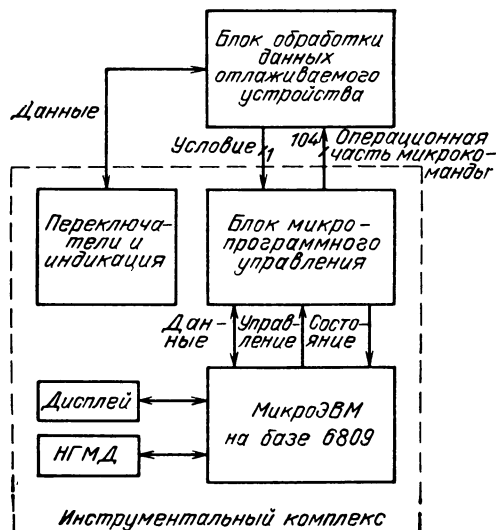 Блок обработки
данных
отлаживаемого
устройства
Данные
Условие 1
104 Операционная
часть микроко-
манды
Переключа-
тели и
индикация
Блок микро-
программного
управления
Дан-
ные
Управ-
ление
Состо-
яние
Дисплей
НГМД
МикроЭВМ
на базе 6809
Инструментальный комплекс